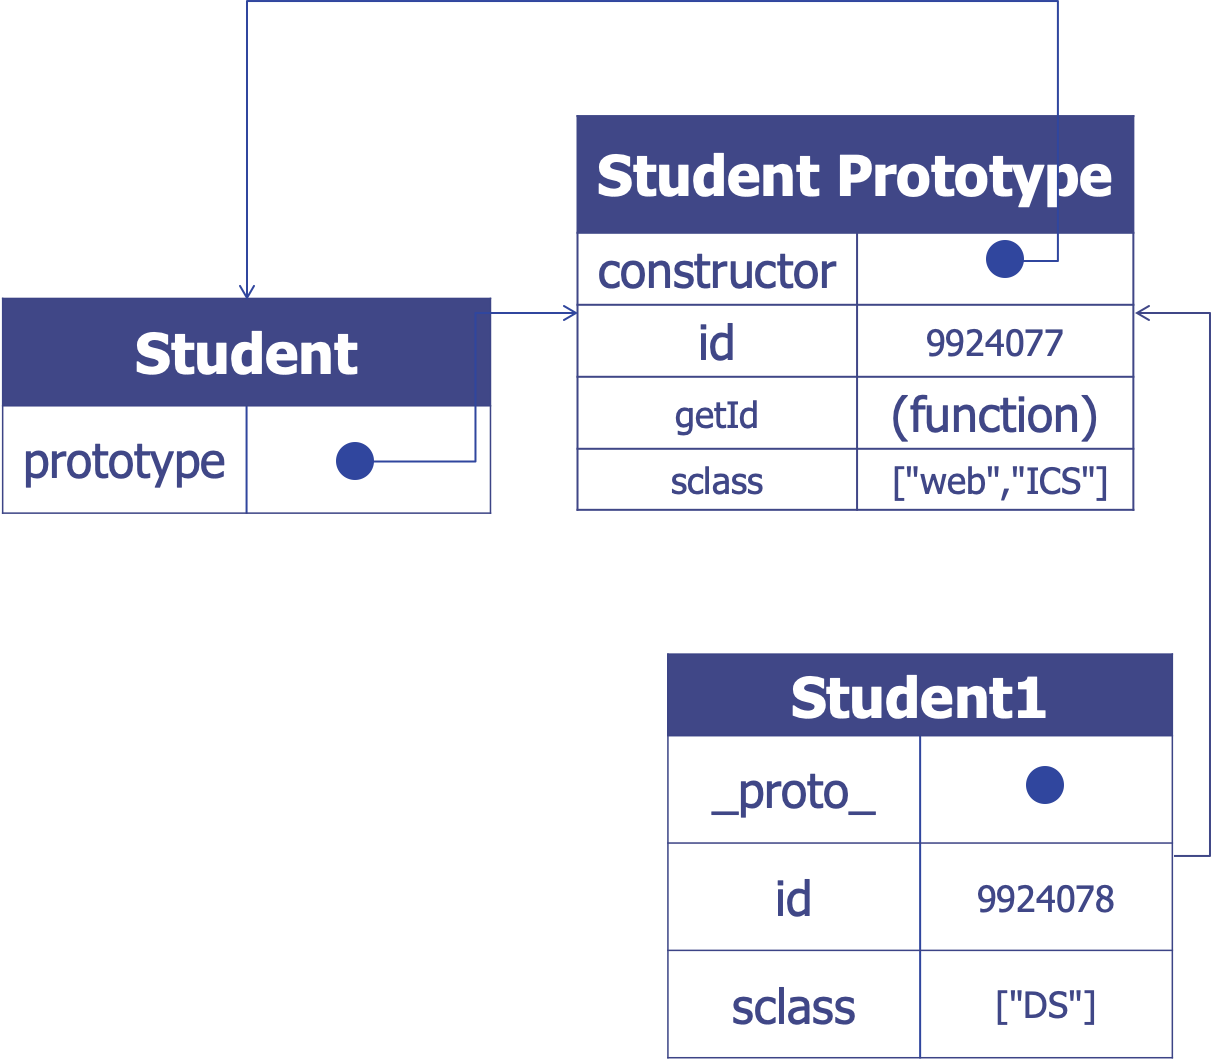 Student Prototype
constructor
id 9924077
getId (function)
sclass ["web","ICS"]
Student
prototype
Student1
_proto_
id 9924078
sclass ["DS"]